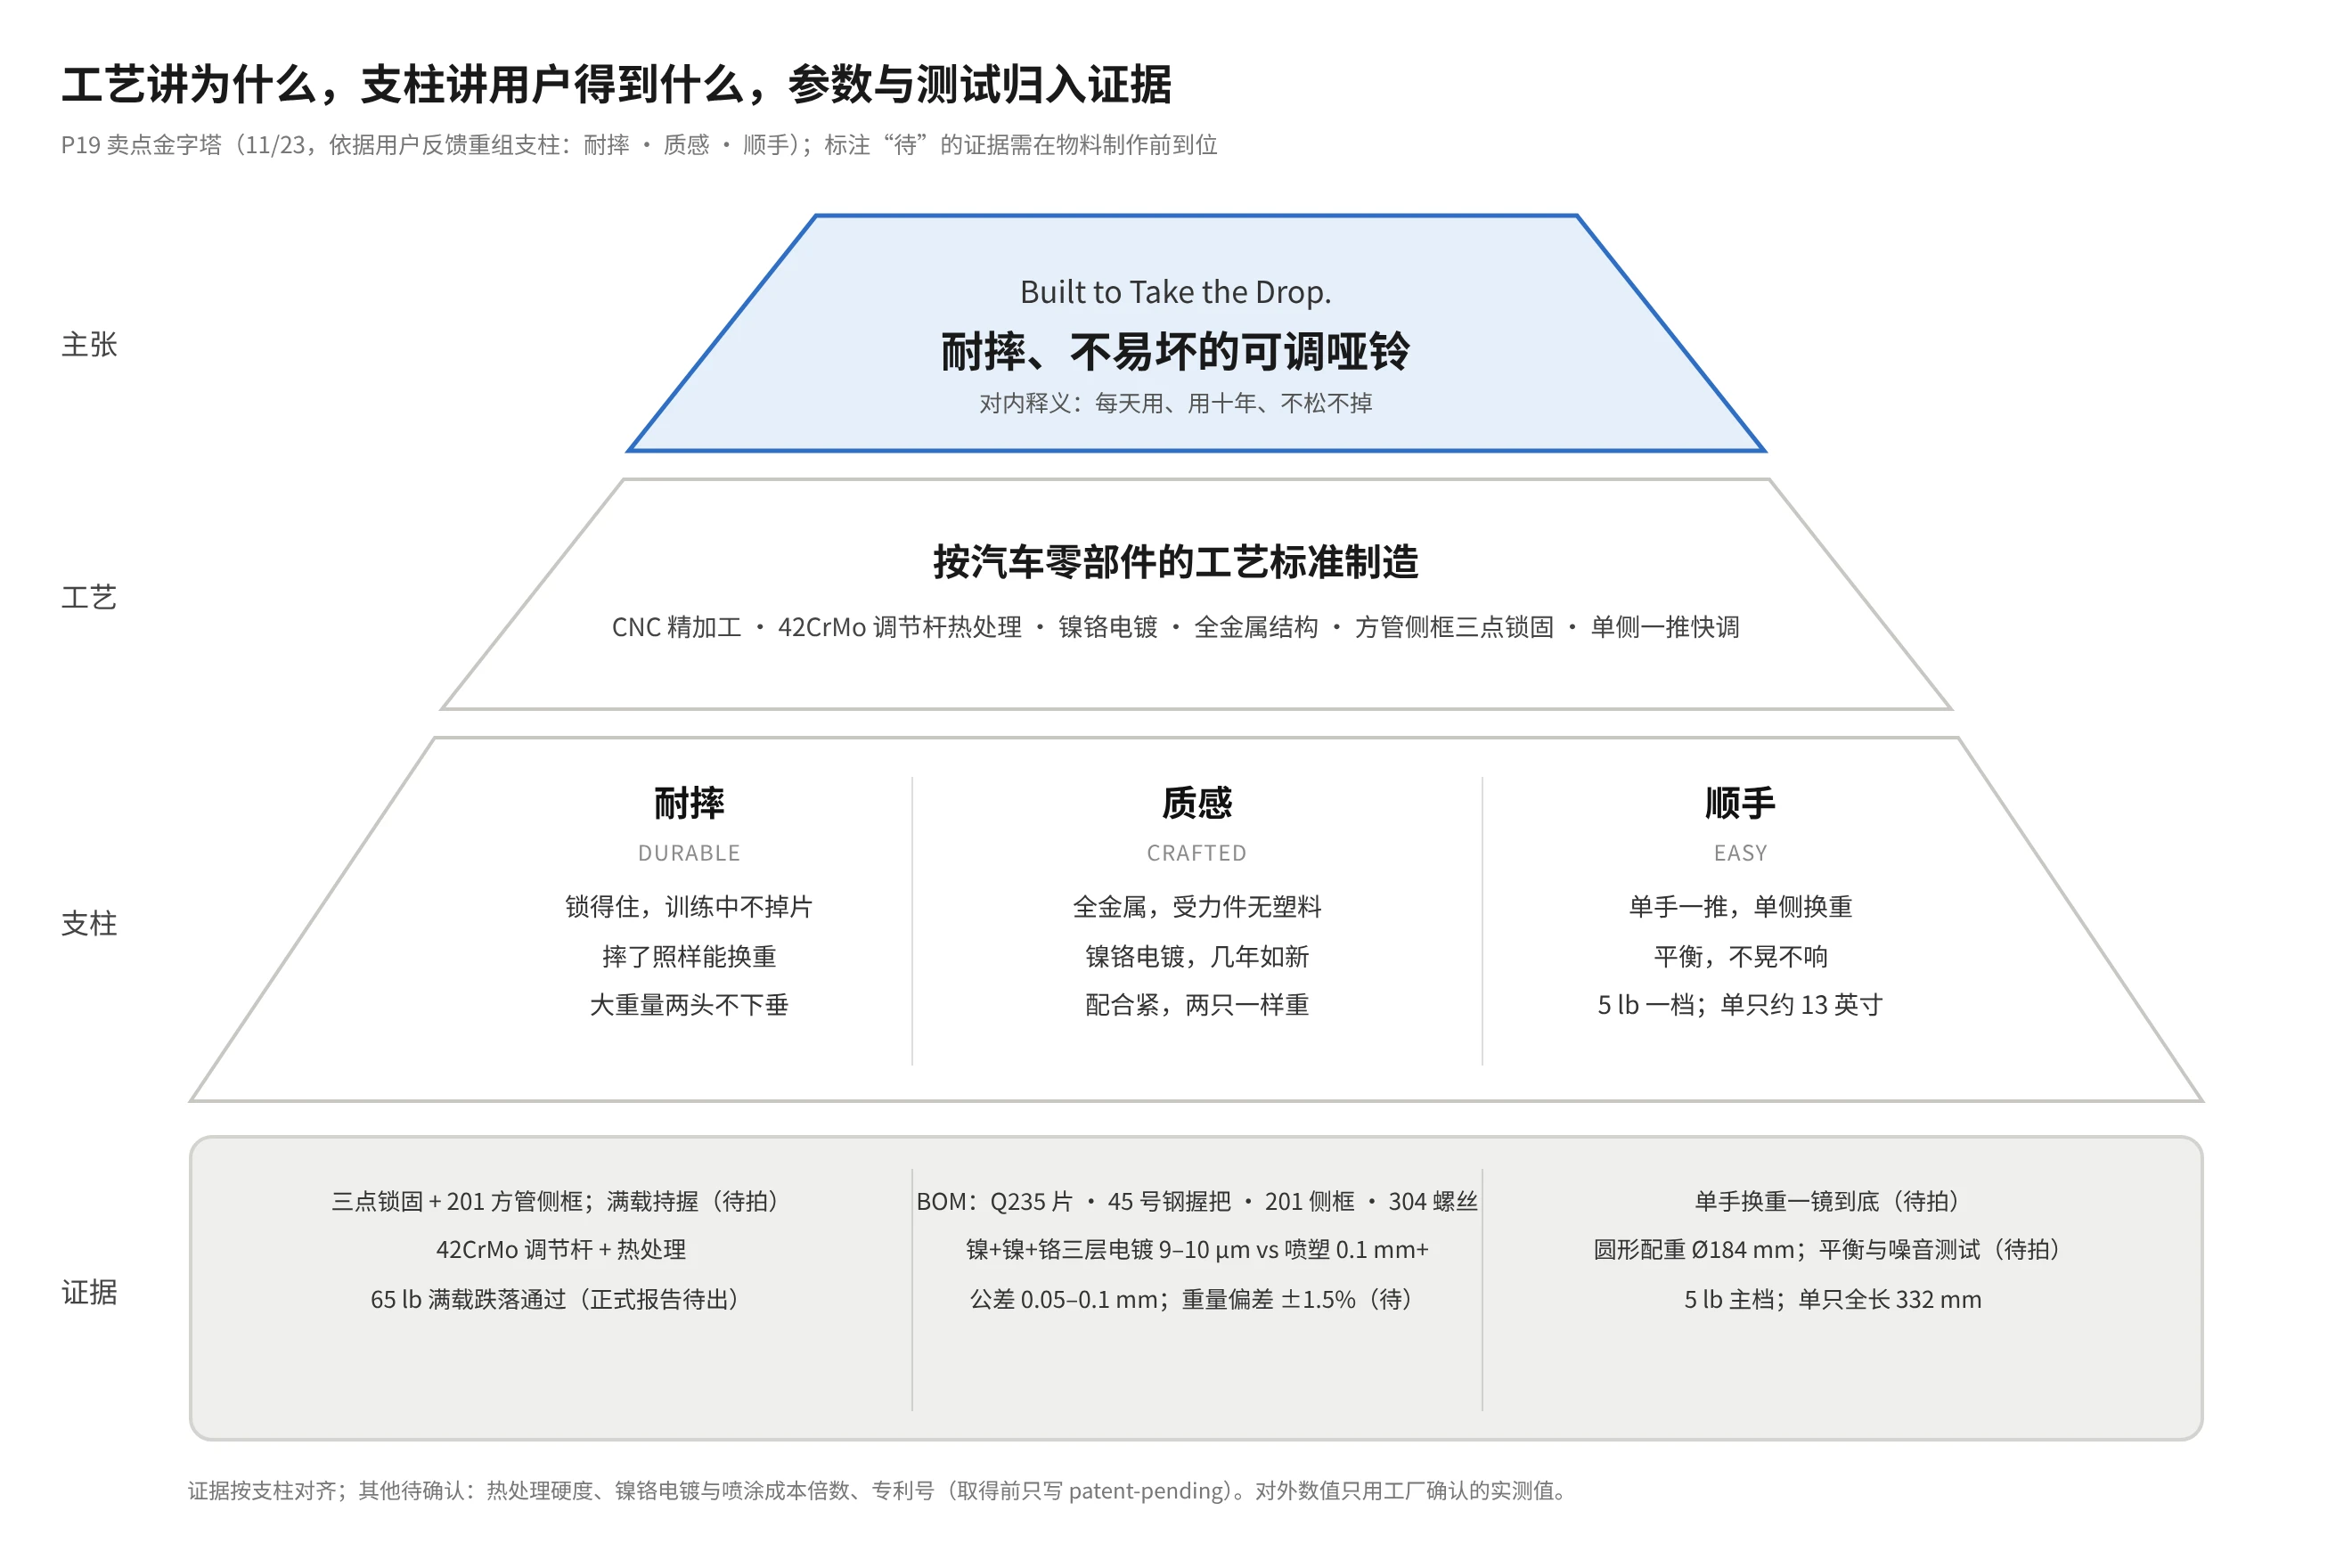 工艺讲为什么，支柱讲用户得到什么，参数与测试归入证据
P19 卖点金字塔（11/23，依据用户反馈重组支柱：耐摔 · 质感 · 顺手）；标注“待”的证据需在物料制作前到位
主张
Built to Take the Drop.
耐摔、不易坏的可调哑铃
对内释义：每天用、用十年、不松不掉
工艺
按汽车零部件的工艺标准制造
CNC 精加工 · 42CrMo 调节杆热处理 · 镍铬电镀 · 全金属结构 · 方管侧框三点锁固 · 单侧一推快调
支柱
耐摔
DURABLE
锁得住，训练中不掉片
摔了照样能换重
大重量两头不下垂
质感
CRAFTED
全金属，受力件无塑料
镍铬电镀，几年如新
配合紧，两只一样重
顺手
EASY
单手一推，单侧换重
平衡，不晃不响
5 lb 一档；单只约 13 英寸
证据
三点锁固 + 201 方管侧框；满载持握（待拍）
42CrMo 调节杆 + 热处理
65 lb 满载跌落通过（正式报告待出）
BOM：Q235 片 · 45 号钢握把 · 201 侧框 · 304 螺丝
镍+镍+铬三层电镀 9–10 µm vs 喷塑 0.1 mm+
公差 0.05–0.1 mm；重量偏差 ±1.5%（待）
单手换重一镜到底（待拍）
圆形配重 Ø184 mm；平衡与噪音测试（待拍）
5 lb 主档；单只全长 332 mm
证据按支柱对齐；其他待确认：热处理硬度、镍铬电镀与喷涂成本倍数、专利号（取得前只写 patent-pending）。对外数值只用工厂确认的实测值。